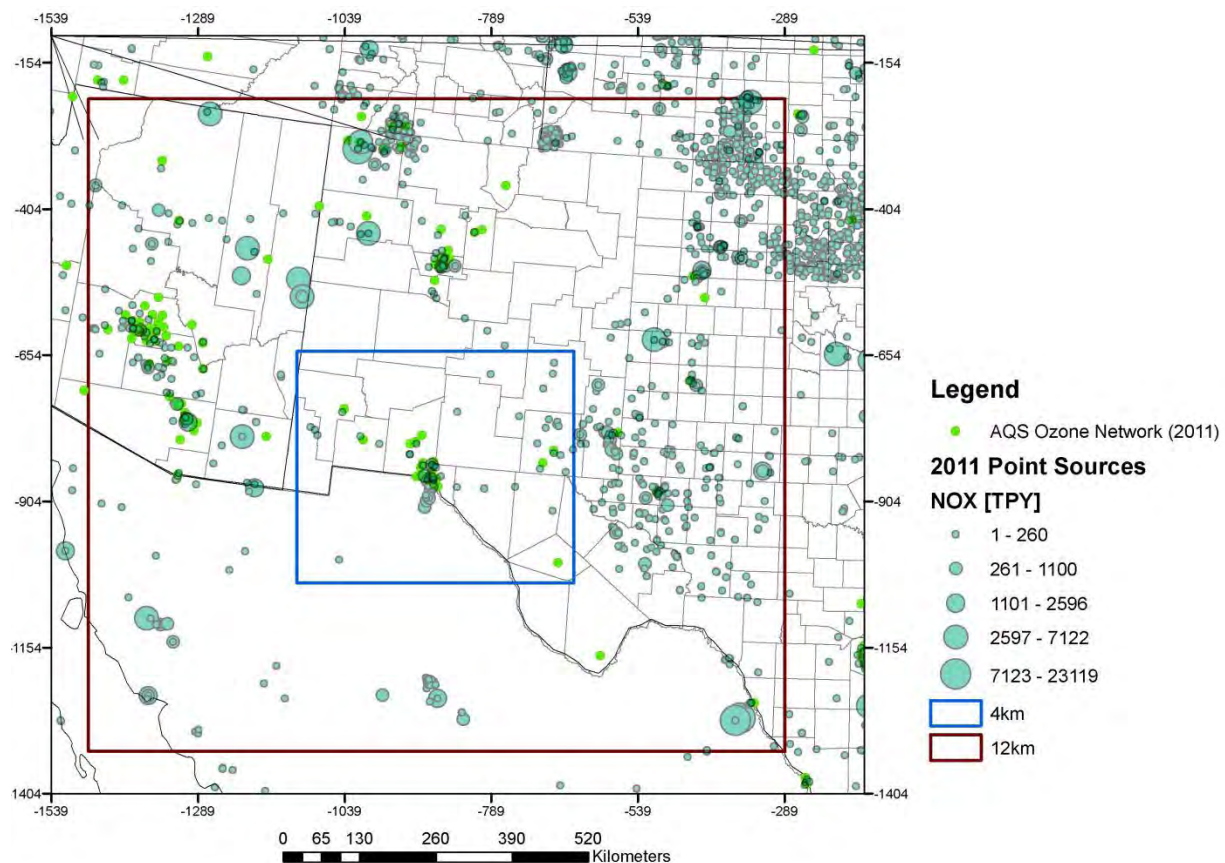 -1539 -1289 -1039 -789 -539 -289
-154 -154
-404 -404
-654 -654
-904 -904
-1154 -1154
-1404 -1404
-1539 -1289 -1039 -789 -539 -289
0 65 130 260 390 520
Kilometers
Legend
AQS Ozone Network (2011)
2011 Point Sources
NOX [TPY]
1 - 260
261 - 1100
1101 - 2596
2597 - 7122
7123 - 23119
4km
12km